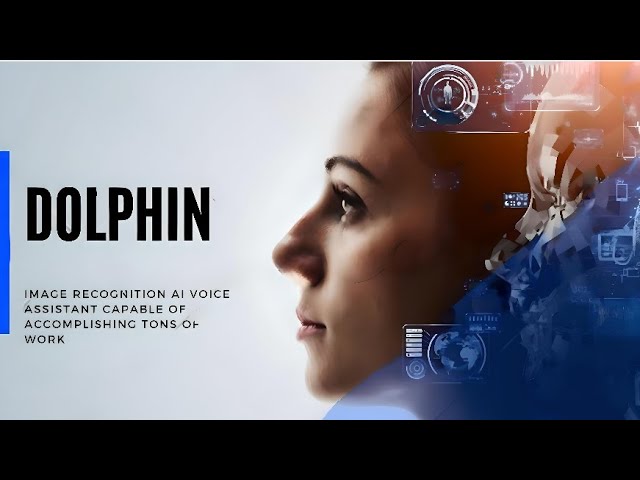 DOLPHIN
IMAGE RECOGNITION AI VOICE
ASSISTANT CAPABLE OF
ACCOMPLISHING TONS OF
WORK